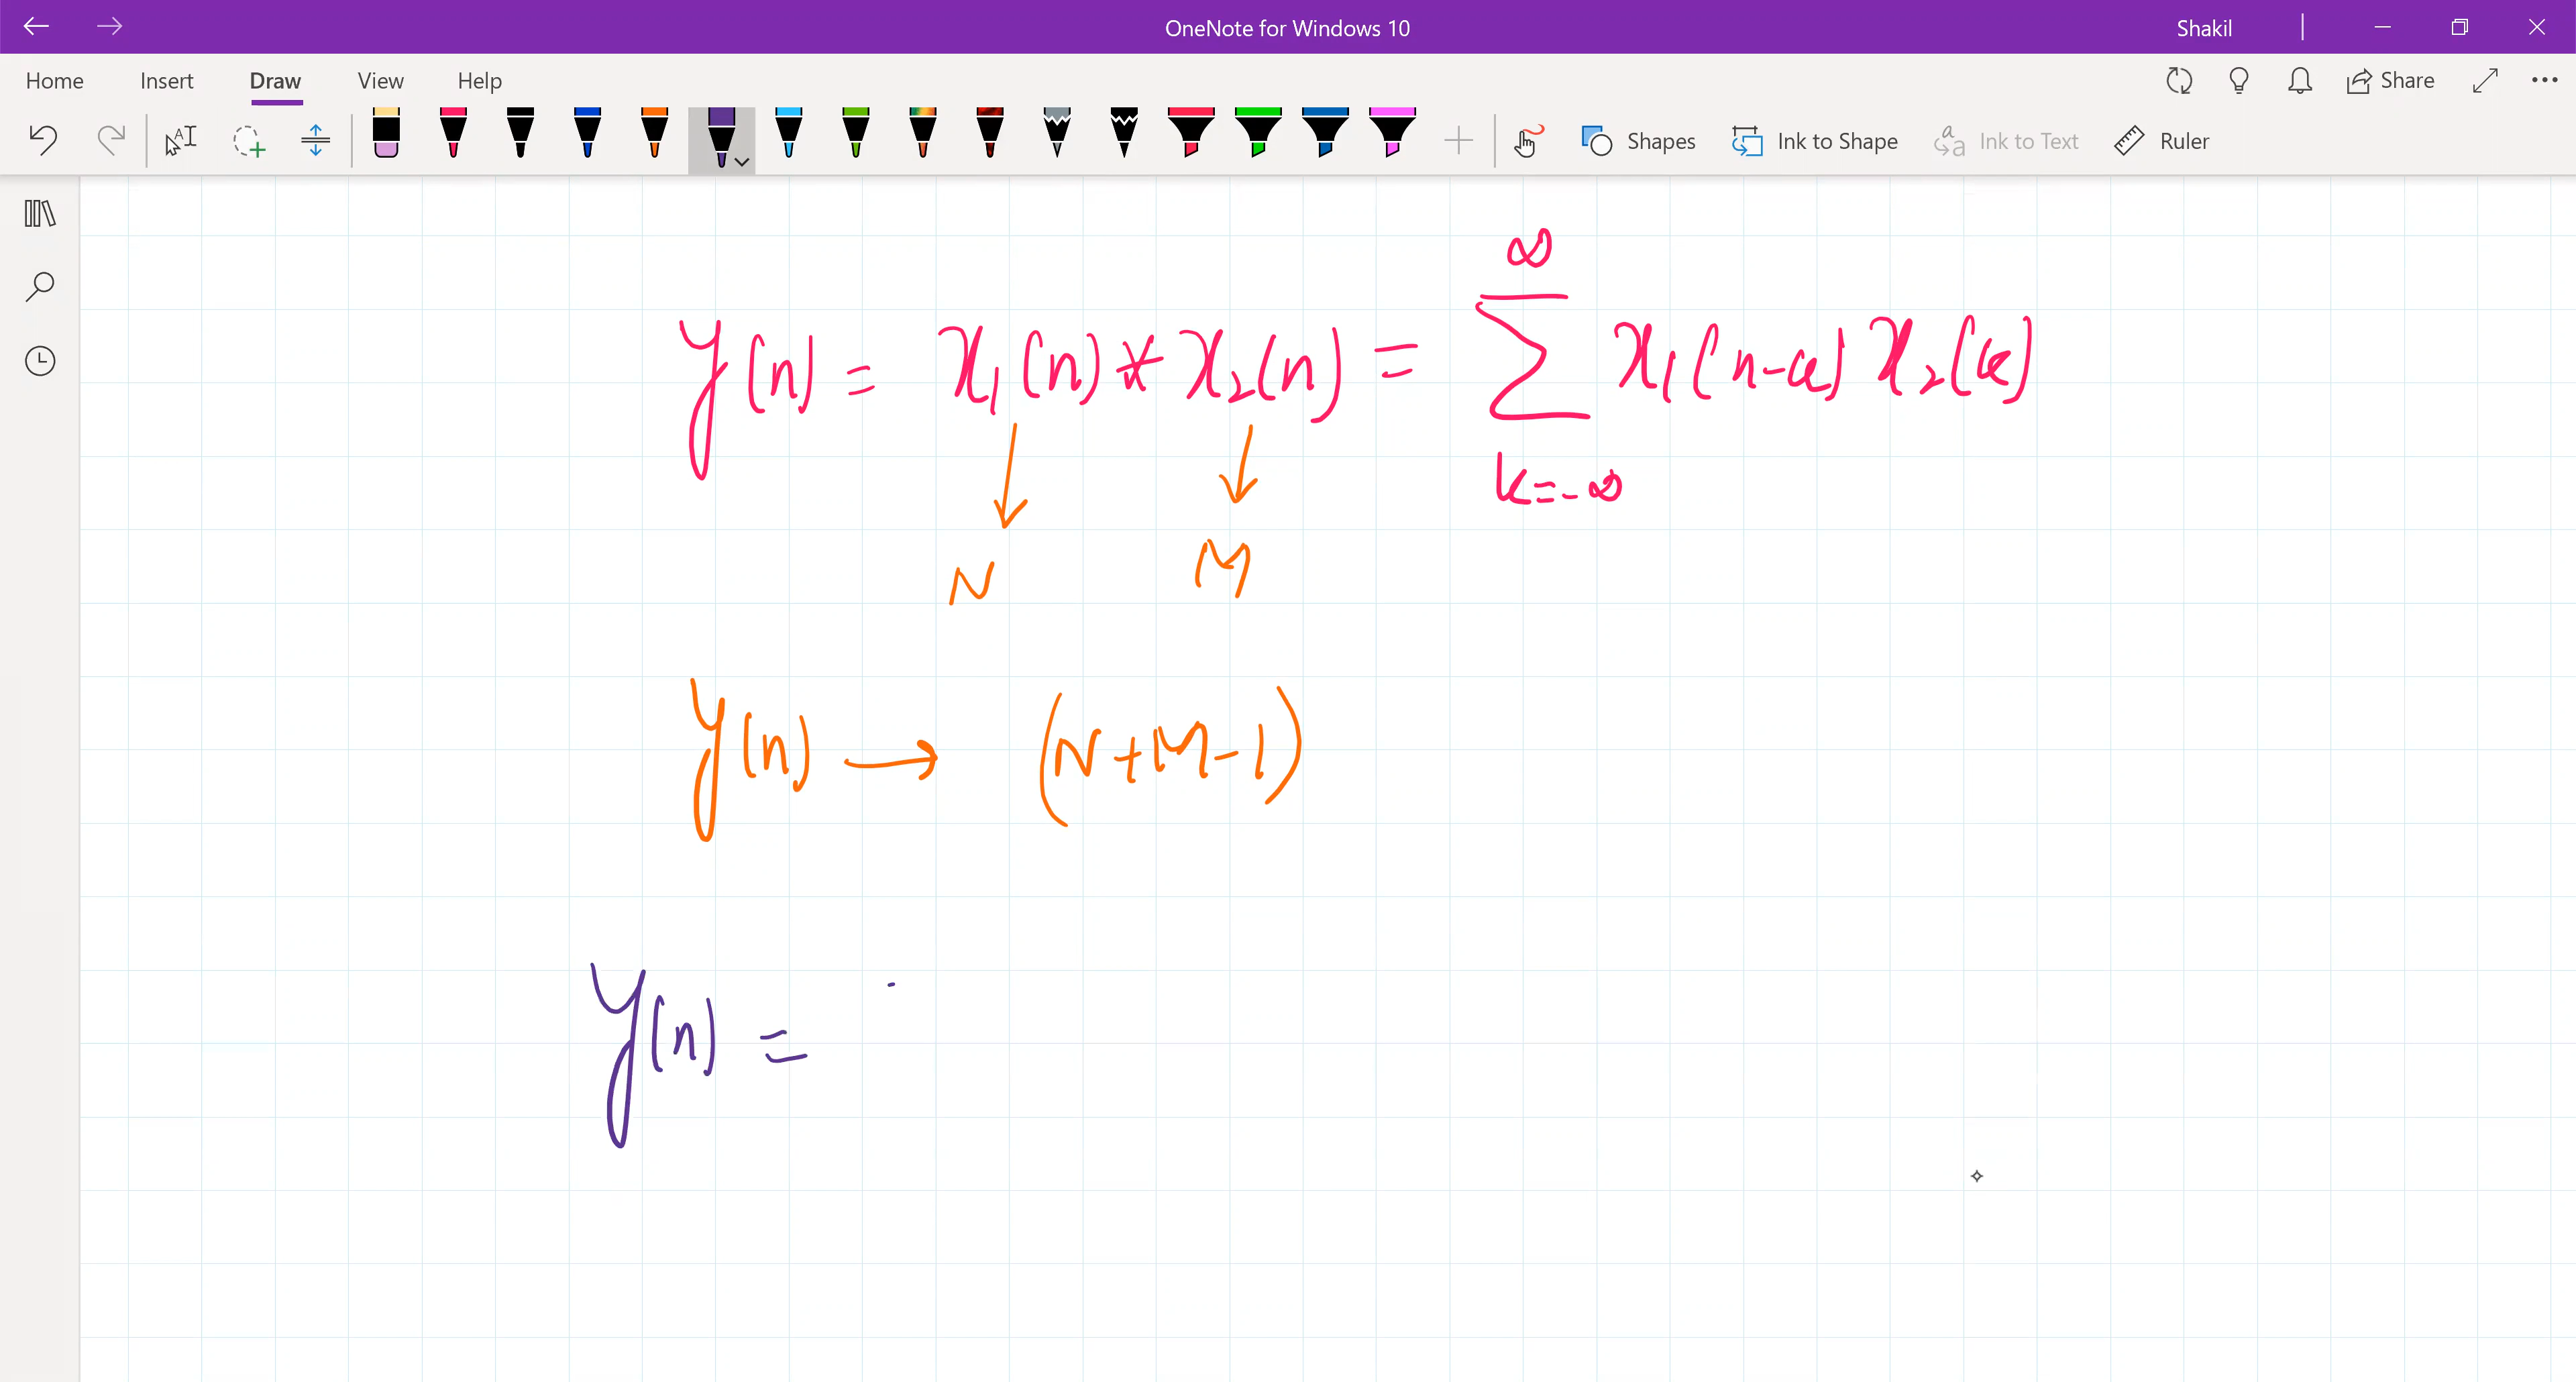 OneNote for Windows 10
Shakil
Home Insert Draw View Help
Share
Shapes Ink to Shape Ink to Text Ruler
∞
y(n) = x₁(n) * x₂(n) = ∑ x₁(n-k) x₂(k)
k=-∞
N M
y(n) → (N+M-1)
y(n) =